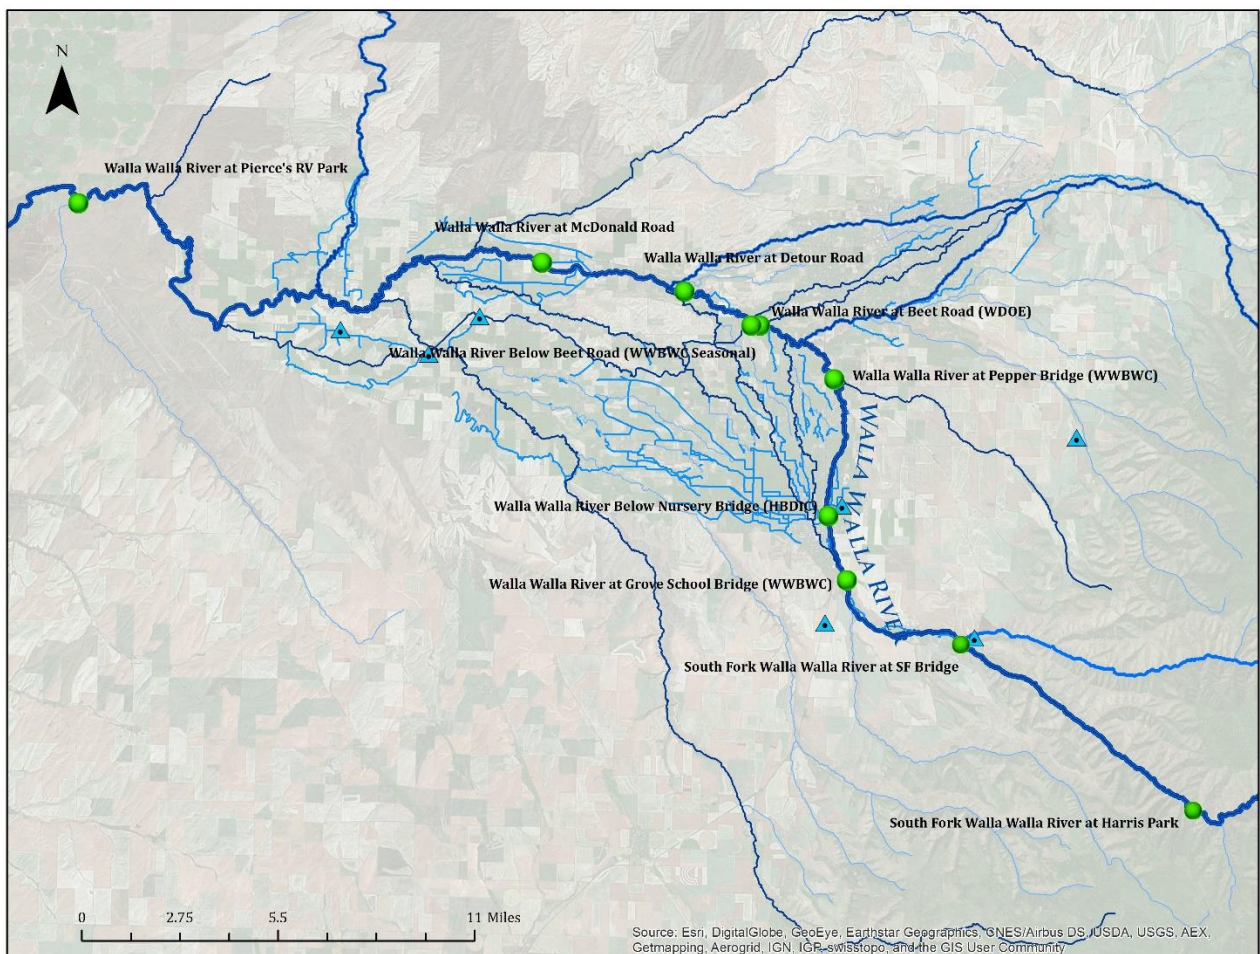 N
Walla Walla River at Pierce's RV Park
Walla Walla River at McDonald Road
Walla Walla River at Detour Road
Walla Walla River at Beet Road (WDOE)
Walla Walla River Below Beet Road (WWBWC Seasonal)
Walla Walla River at Pepper Bridge (WWBWC)
WALLA WALLA RIVE
Walla Walla River Below Nursery Bridge (HBDIC)
Walla Walla River at Grove School Bridge (WWBWC)
South Fork Walla Walla River at SF Bridge
South Fork Walla Walla River at Harris Park
0 2.75 5.5 11 Miles
Source: Esri, DigitalGlobe, GeoEye, Earthstar Geographics, CNES/Airbus DS, USDA, USGS, AEX,
Getmapping, Aerogrid, IGN, IGP, swisstopo, and the GIS User Community